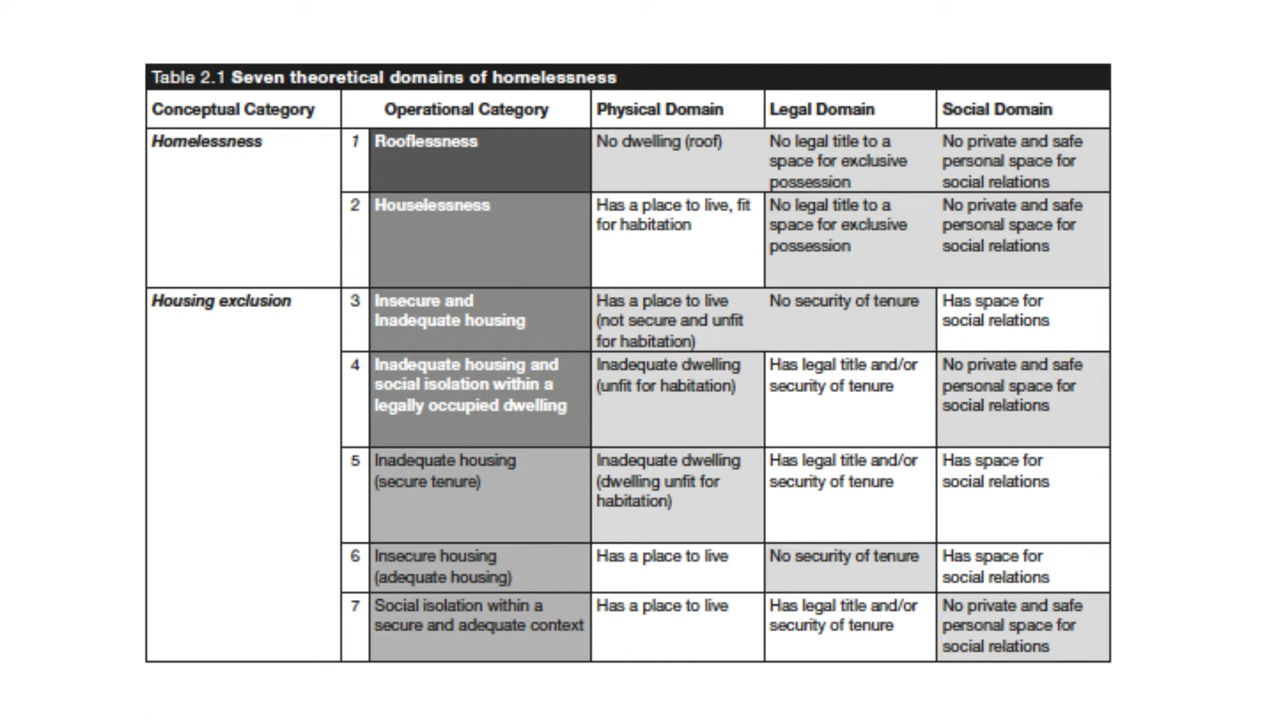 Table 2.1 Seven theoretical domains of homelessness
Conceptual Category Operational Category Physical Domain Legal Domain Social Domain
Homelessness 1 Rooflessness No dwelling (roof) No legal title to a No private and safe
space for exclusive personal space for
possession social relations
2 Houselessness Has a place to live, fit No legal title to a No private and safe
for habitation space for exclusive personal space for
possession social relations
Housing exclusion 3 Insecure and Has a place to live No security of tenure Has space for
Inadequate housing (not secure and unfit social relations
for habitation)
4 Inadequate housing and Inadequate dwelling Has legal title and/or No private and safe
social isolation within a (unfit for habitation) security of tenure personal space for
legally occupied dwelling social relations
5 Inadequate housing Inadequate dwelling Has legal title and/or Has space for
(secure tenure) (dwelling unfit for security of tenure social relations
habitation)
6 Insecure housing Has a place to live No security of tenure Has space for
(adequate housing) social relations
7 Social isolation within a Has a place to live Has legal title and/or No private and safe
secure and adequate context security of tenure personal space for
social relations